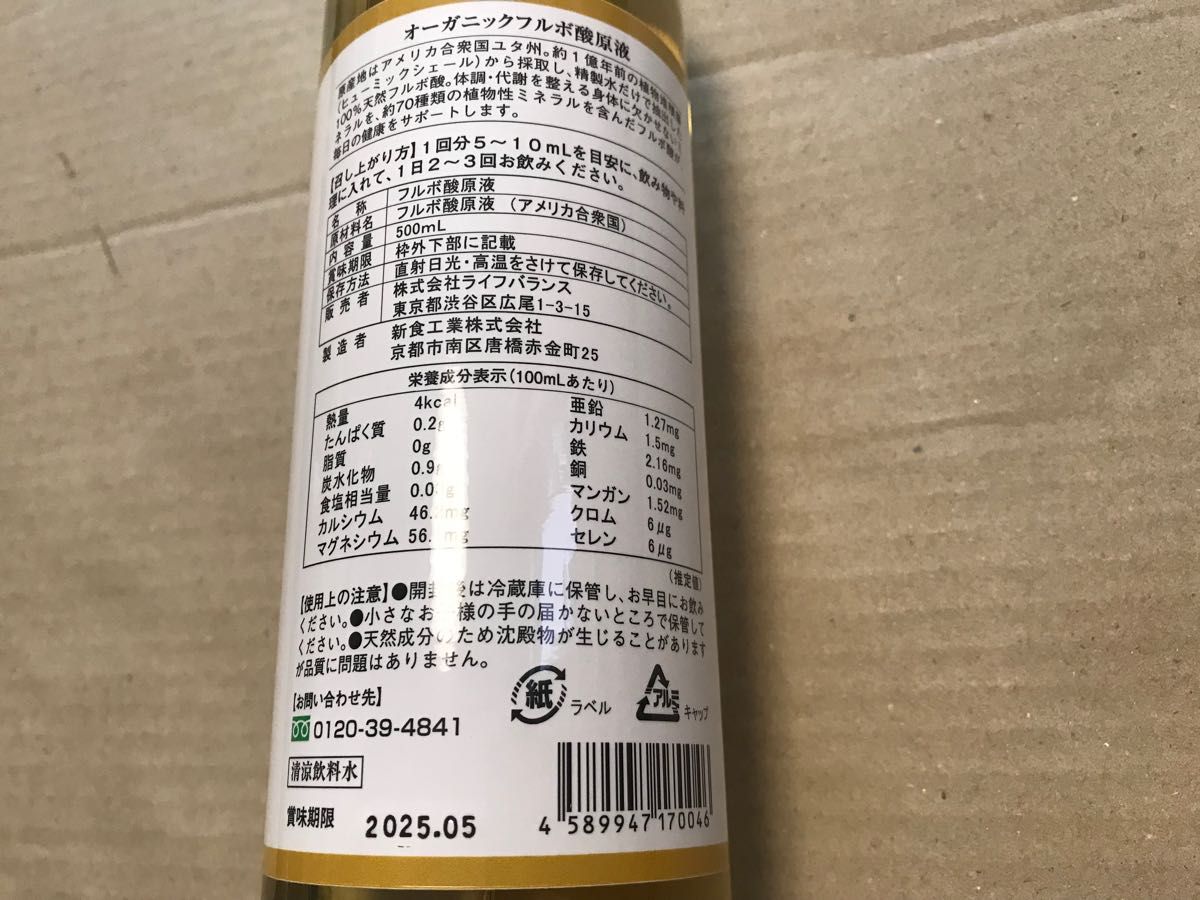 オーガニックフルボ酸原液
原産地はアメリカ合衆国ユタ州。約1億年前の植物堆積層
(ヒューミックシェール)から採取し、精製水だけで抽出した
100%天然フルボ酸。体調・代謝を整える身体に欠かせないミ
ネラルを、約70種類の植物性ミネラルを含んだフルボ酸が
毎日の健康をサポートします。
【召し上がり方】1回分5〜10mLを目安に、飲み物や料
理に入れて、1日2〜3回お飲みください。
名称 フルボ酸原液
原材料名 フルボ酸原液 (アメリカ合衆国)
内容量 500mL
賞味期限 枠外下部に記載
保存方法 直射日光・高温をさけて保存してください。
販売者 株式会社ライフバランス
東京都渋谷区広尾1-3-15
製造者 新食工業株式会社
京都市南区唐橋赤金町25
栄養成分表示(100mLあたり)
熱量 4kcal 亜鉛 1.27mg
たんぱく質 0.2g カリウム 1.5mg
脂質 0g 鉄 2.16mg
炭水化物 0.9g 銅 0.03mg
食塩相当量 マンガン 1.52mg
カルシウム クロム 6μg
マグネシウム セレン 6μg
(推定値)
【使用上の注意】●開封後は冷蔵庫に保管し、お早目にお飲み
ください。●小さなお子様の手の届かないところで保管して
ください。●天然成分のため沈殿物が生じることがあります
が品質に問題はありません。
紙 ラベル アルミ キャップ
【お問い合わせ先】
0120-39-4841
清涼飲料水
賞味期限 2025.05
4 589947 170046